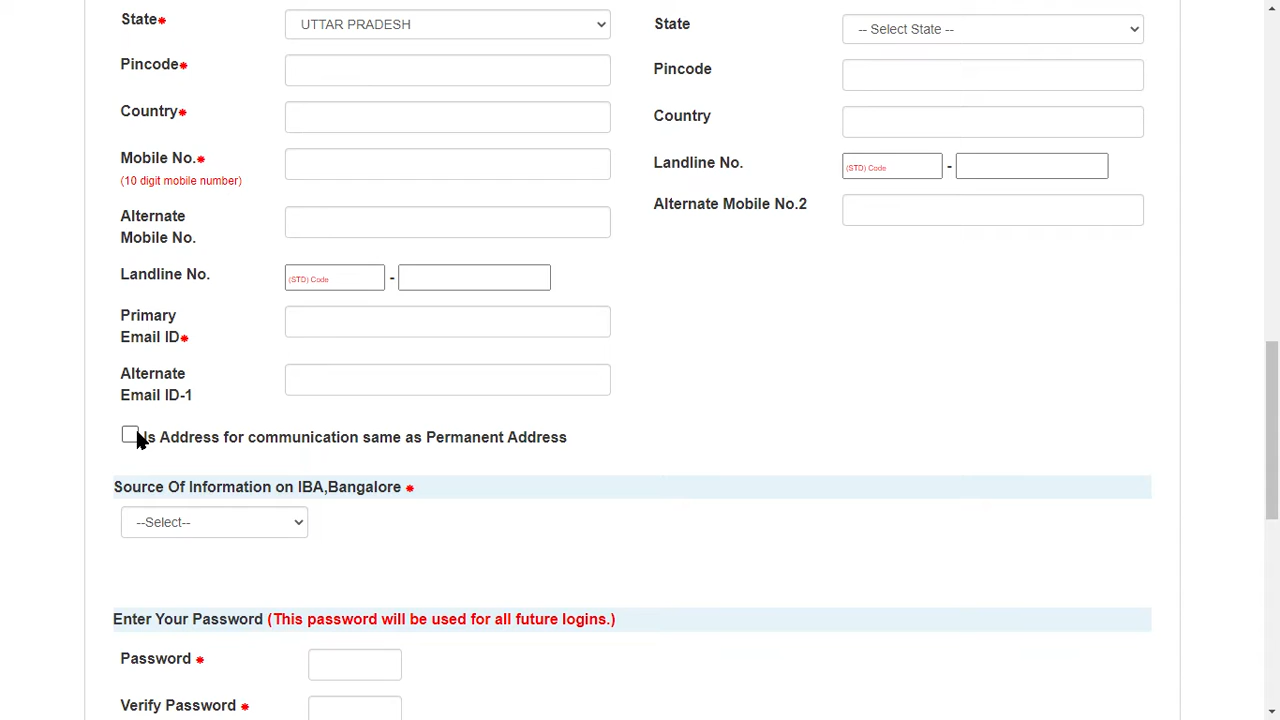 State*
UTTAR PRADESH
Pincode*
Country*
Mobile No.*
(10 digit mobile number)
Alternate
Mobile No.
Landline No.
(STD) Code
-
Primary
Email ID*
Alternate
Email ID-1
State
-- Select State --
Pincode
Country
Landline No.
(STD) Code
-
Alternate Mobile No.2
Is Address for communication same as Permanent Address
Source Of Information on IBA,Bangalore *
--Select--
Enter Your Password (This password will be used for all future logins.)
Password *
Verify Password *